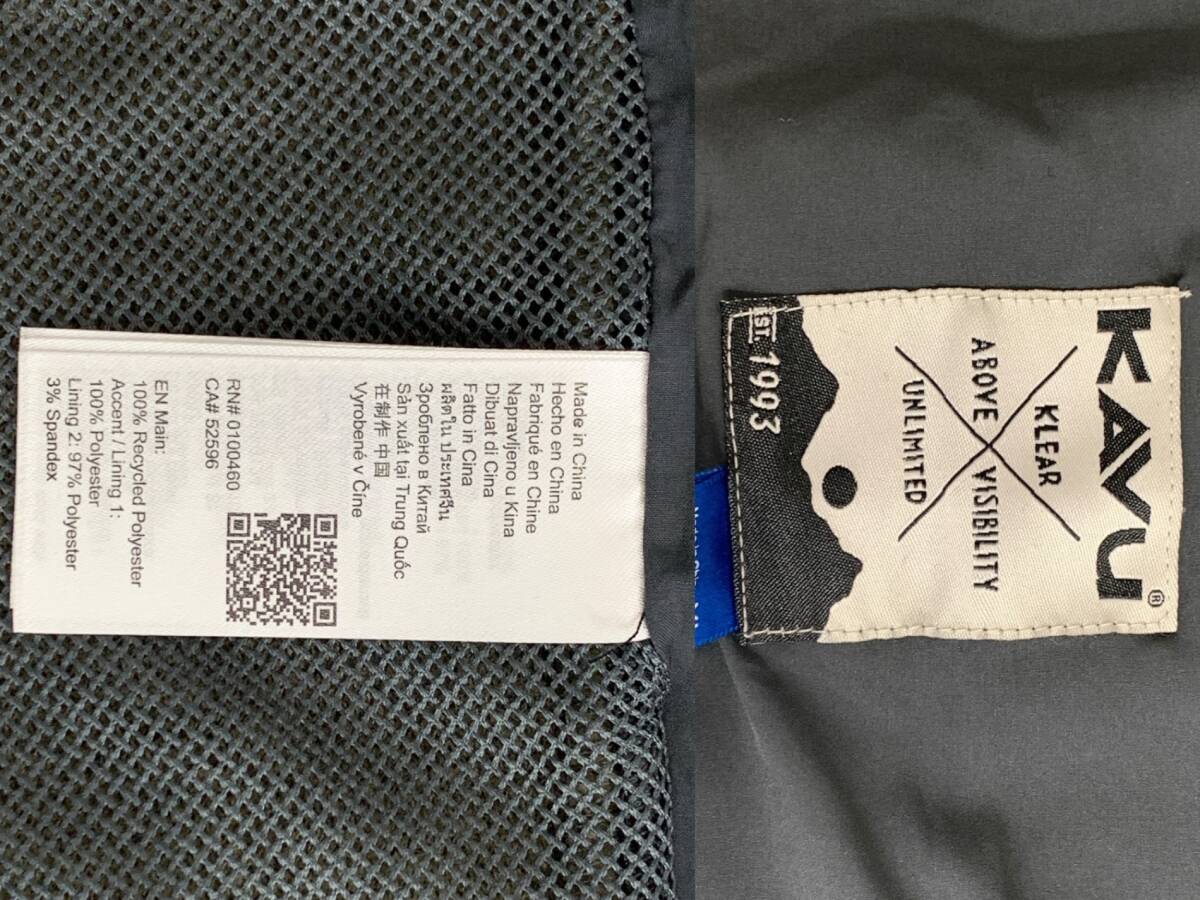 Made in China
Hecho en China
Fabriqué en Chine
Napravljeno u Kina
Dibuat di Cina
Fatto in Cina
ผลิตใน ประเทศจีน
Зроблено в Китай
Sản xuất tại Trung Quốc
在制作 中国
Vyrobené v Číne
RN# 0100460
CA# 52596
EN Main:
100% Recycled Polyester
Accent / Lining 1:
100% Polyester
Lining 2: 97% Polyester
3% Spandex
KAVU®
KLEAR
ABOVE VISIBILITY
UNLIMITED
EST 1993